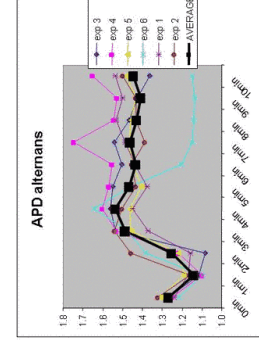 APD alternans
1.8
1.7
1.6
1.5
1.4
1.3
1.2
1.1
1.0
0min
1min
2min
3min
4min
5min
6min
7min
8min
9min
10min
exp 3
exp 4
exp 5
exp 6
exp 1
exp 2
AVERAGE